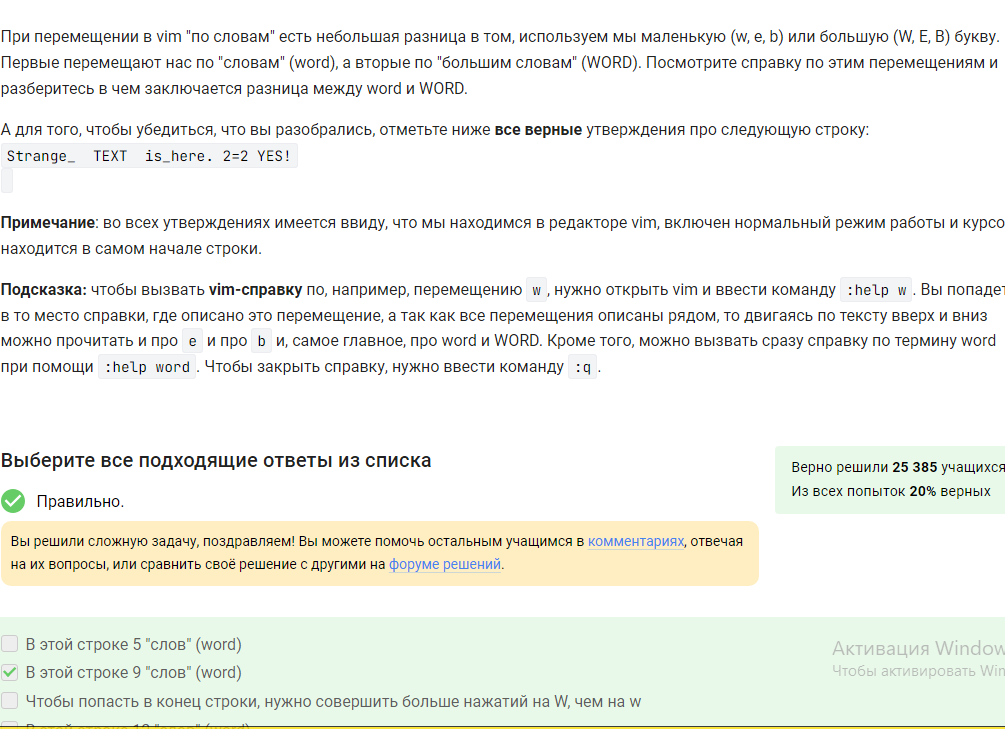 При перемещении в vim "по словам" есть небольшая разница в том, используем мы маленькую (w, e, b) или большую (W, E, B) букву.
Первые перемещают нас по "словам" (word), а вторые по "большим словам" (WORD). Посмотрите справку по этим перемещениям и
разберитесь в чем заключается разница между word и WORD.
А для того, чтобы убедиться, что вы разобрались, отметьте ниже все верные утверждения про следующую строку:
Strange_  TEXT  is_here. 2=2 YES!
Примечание: во всех утверждениях имеется ввиду, что мы находимся в редакторе vim, включен нормальный режим работы и курсо
находится в самом начале строки.
Подсказка: чтобы вызвать vim-справку по, например, перемещению w, нужно открыть vim и ввести команду :help w. Вы попадет
в то место справки, где описано это перемещение, а так как все перемещения описаны рядом, то двигаясь по тексту вверх и вниз
можно прочитать и про e и про b и, самое главное, про word и WORD. Кроме того, можно вызвать сразу справку по термину word
при помощи :help word. Чтобы закрыть справку, нужно ввести команду :q.
Выберите все подходящие ответы из списка
Верно решили 25 385 учащихся
Из всех попыток 20% верных
Правильно.
Вы решили сложную задачу, поздравляем! Вы можете помочь остальным учащимся в комментариях, отвечая
на их вопросы, или сравнить своё решение с другими на форуме решений.
В этой строке 5 "слов" (word)
В этой строке 9 "слов" (word)
Чтобы попасть в конец строки, нужно совершить больше нажатий на W, чем на w
Активация Window
Чтобы активировать Win